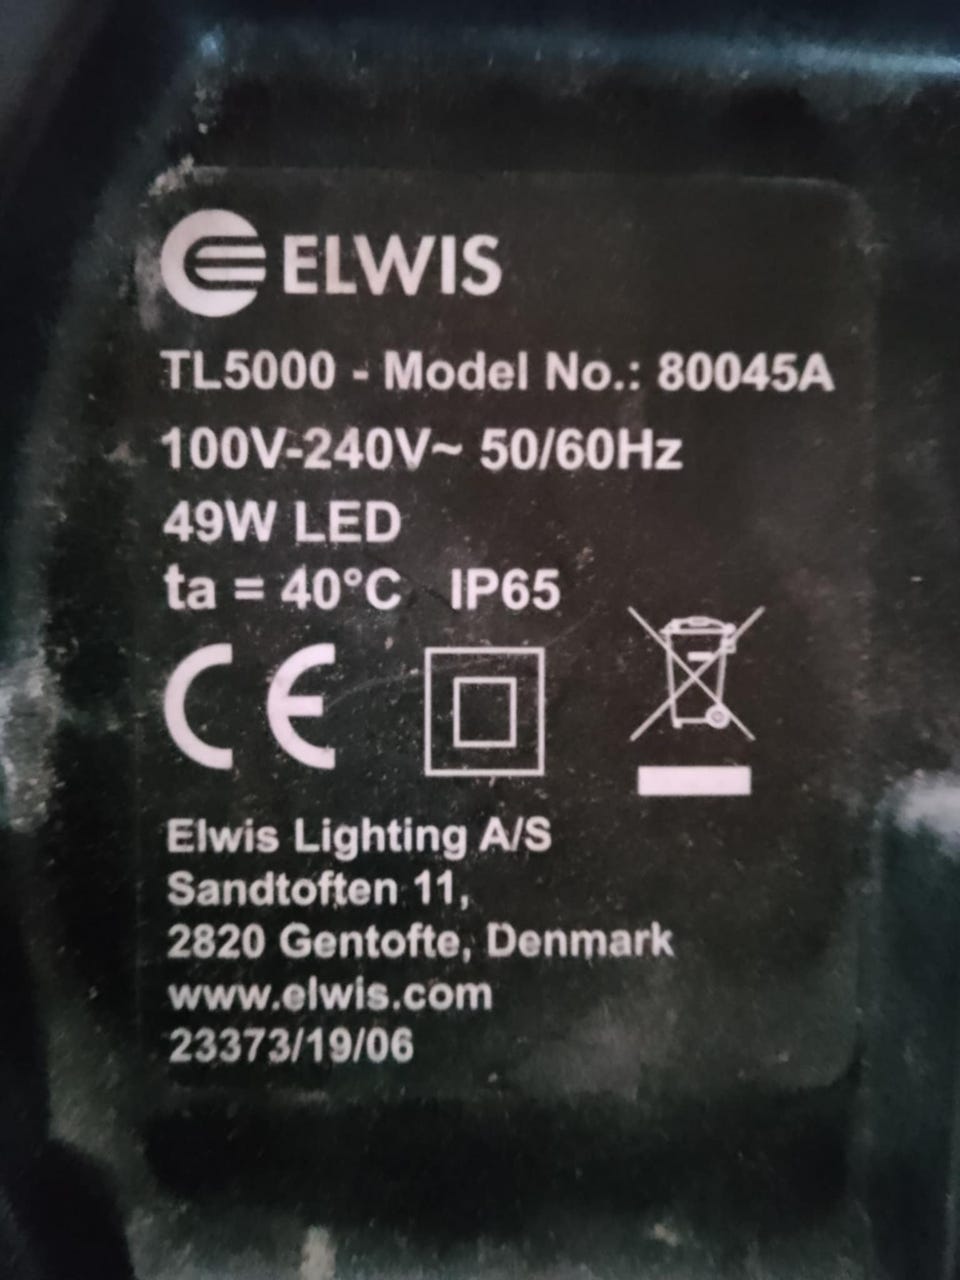 ELWIS
TL5000 - Model No.: 80045A
100V-240V~ 50/60Hz
49W LED
ta = 40°C IP65
CE
Elwis Lighting A/S
Sandtoften 11,
2820 Gentofte, Denmark
www.elwis.com
23373/19/06